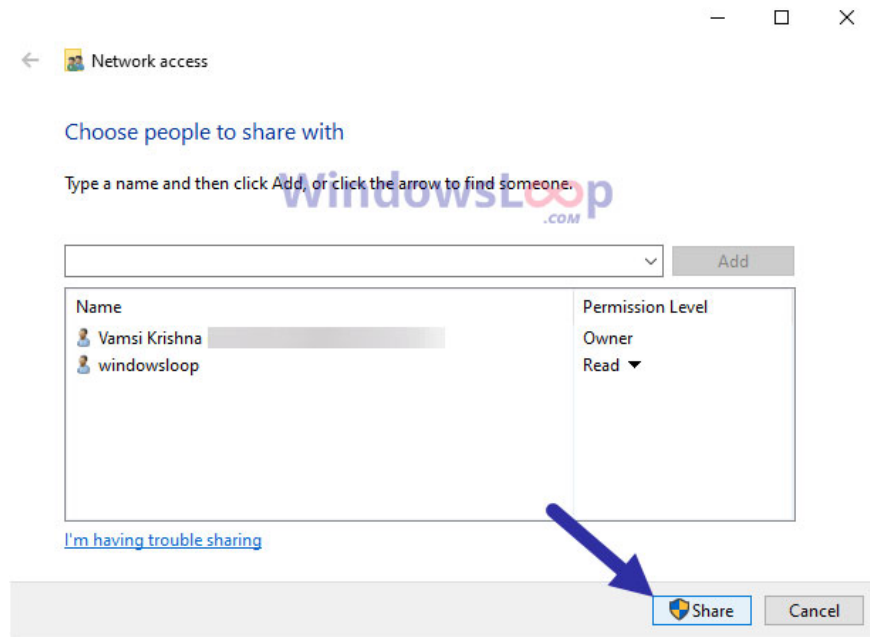 Network access
Choose people to share with
Type a name and then click Add, or click the arrow to find someone.
WindowsLoop
.COM
Add
Name Permission Level
Vamsi Krishna Owner
windowsloop Read
I'm having trouble sharing
Share Cancel